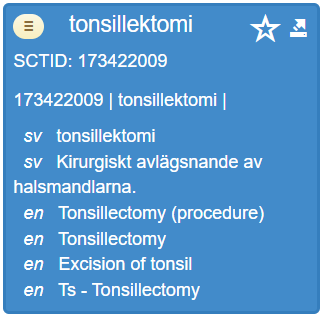 tonsillektomi
SCTID: 173422009
173422009 | tonsillektomi |
sv tonsillektomi
sv Kirurgiskt avlägsnande av
halsmandlarna.
en Tonsillectomy (procedure)
en Tonsillectomy
en Excision of tonsil
en Ts - Tonsillectomy